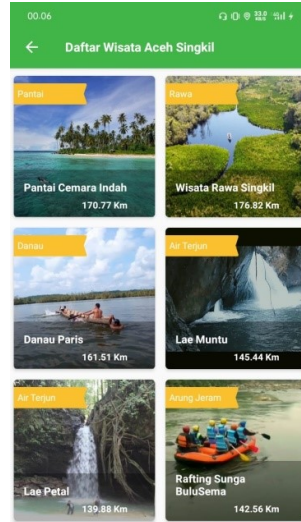 00.06
Daftar Wisata Aceh Singkil
Pantai
Pantai Cemara Indah
170.77 Km
Rawa
Wisata Rawa Singkil
176.82 Km
Danau
Danau Paris
161.51 Km
Air Terjun
Lae Muntu
145.44 Km
Air Terjun
Lae Petal
139.88 Km
Arung Jeram
Rafting Sunga
BuluSema
142.56 Km